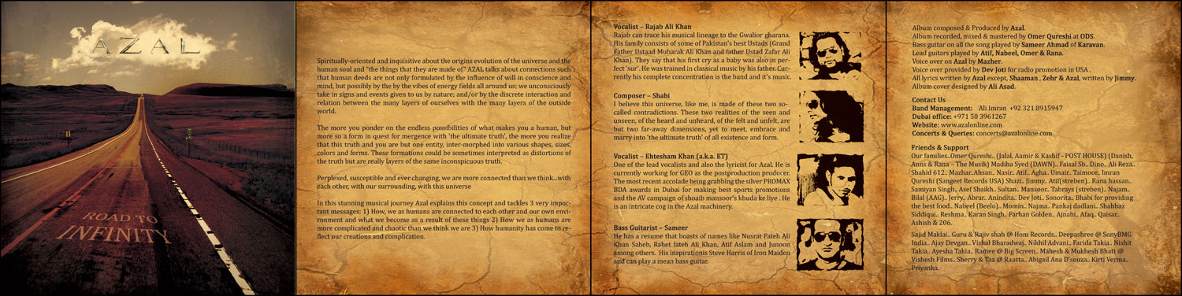 AZAL
ROAD TO
INFINITY
Spiritually-oriented and inquisitive about the origins evolution of the universe and the
human soul and "the things that they are made of" AZAL talks about connections such
that human deeds are not only formulated by the influence of will in conscience and
mind, but possibly by the by the vibes of energy fields all around us; we unconsciously
take in signs and events given to us by nature; and/or by the discrete interaction and
relation between the many layers of ourselves with the many layers of the outside
world.
The more you ponder on the endless possibilities of what makes you a human, but
more so a form in quest for mergence with 'the ultimate truth', the more you realize
that this truth and you are but one entity, inter-morphed into various shapes, sizes,
colors and forms. These formations could be sometimes interpreted as distortions of
the truth but are really layers of the same inconspicuous truth.
Perplexed, susceptible and ever changing, we are more connected than we think...with
each other, with our surrounding, with this universe
In this stunning musical journey Azal explains this concept and tackles 3 very impor-
tant messages: 1) How, we as humans are connected to each other and our own envi-
ronment and what we become as a result of these things 2) How we as humans are
more complicated and chaotic than we think we are 3) How humanity has come to re-
flect our creations and complication.
Vocalist – Rajab Ali Khan
Rajab can trace his musical lineage to the Gwalior gharana.
His family consists of some of Pakistan's best Ustads (Grand
Father Ustaad Mubarak Ali Khan and father Ustad Zafar Ali
Khan). They say that his first cry as a baby was also in per-
fect 'sur'. He was trained in classical music by his father. Cur-
rently his complete concentration is the band and it's music.
Composer – Shabi
I believe this universe, like me, is made of these two so-
called contradictions. These two realities of the seen and
unseen, of the heard and unheard, of the felt and unfelt, are
but two far-away dimensions, yet to meet, embrace and
marry into 'the ultimate truth' of all existence and form.
Vocalist – Ehtesham Khan (a.k.a. ET)
One of the lead vocalists and also the lyricist for Azal. He is
currently working for GEO as the postproduction producer.
The most recent accolade being grabbing the silver PROMAX
BDA awards in Dubai for making best sports promotions
and the AV campaign of shoaib mansoor's khuda ke liye . He
is an intricate cog in the Azal machinery.
Bass Guitarist – Sameer
He has a resume that boasts of names like Nusrat Fateh Ali
Khan Saheb, Rahet fateh Ali Khan, Atif Aslam and Junoon
among others. His inspiration is Steve Harris of Iron Maiden
and can play a mean bass guitar.
Album composed & Produced by Azal.
Album recorded, mixed & mastered by Omer Qureshi at ODS.
Bass guitar on all the song played by Sameer Ahmad of Karavan.
Lead guitars played by Atif, Nabeel, Omer & Rana.
Voice over on Azal by Mazher.
Voice over provided by Dev Joti for radio promotion in USA .
All lyrics written by Azal except, Shaaman , Zehr & Azal, written by Jimmy.
Album cover designed by Ali Asad.
Contact Us
Band Management: Ali Imran +92 321 8915947
Dubai office: +971 50 3961267
Website: www.azalonline.com
Concerts & Queries: concerts@azalonline.com
Friends & Support
Our families.. Omer Qureshi.. (Jalal, Aamir & Kashif - POST HOUSE) (Danish,
Amir & Rana – The Musik) Madiha Syed (DAWN).. Faisal Sb.. Dino.. Ali Reza..
Shahid 612.. Mazhar. Ahsan.. Nasir.. Atif.. Agha.. Umair.. Taimoor.. Imran
Qureshi (Sangeet Records USA) Shazi.. Jimmy.. Atif(streben).. Rana hassan..
Samiyan Singh.. Asef Shaikh.. Sultan.. Mansoor.. Tabrayz (streben).. Najam..
Bilal (AAG).. Jerry.. Abrar.. Anindita.. Dev Joti.. Sonorita.. Dhabi for providing
the best food.. Nabeel (Beelo).. Momin.. Najma.. Pankaj dudlani.. Shahbaz
Siddiqui.. Reshma.. Karan Singh.. Farhan Golden.. Ajnabi.. Afaq.. Qaisar..
Ashish & 206.
Sajid Maklai.. Guru & Rajiv shah @ Hom Records.. Deepashree @ SonyBMG
India.. Ajay Devgan.. Vishal Bharadwaj.. Nikhil Advani.. Farida Takia.. Nishit
Takia.. Ayesha Takia.. Ramee @ Big Screen.. Mahesh & Mukhesh Bhatt @
Vishesh Films.. Sherry & Taz @ Raasta.. Abigail Ana D'souza.. Kirti Verma..
Priyanka.